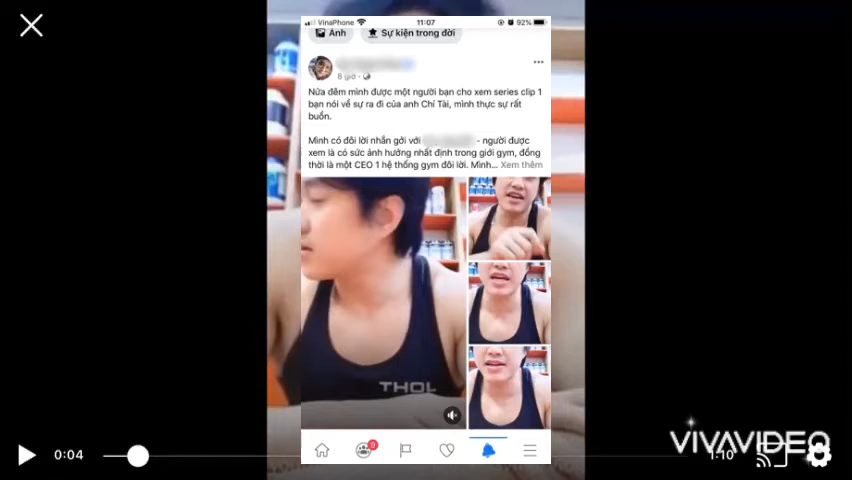 VinaPhone 11:07 92%
Ảnh Sự kiện trong đời
8 giờ
Nửa đêm mình được một người bạn cho xem series clip 1
bạn nói về sự ra đi của anh Chí Tài, mình thực sự rất
buồn.
Mình có đôi lời nhắn gởi với - người được
xem là có sức ảnh hưởng nhất định trong giới gym, đồng
thời là một CEO 1 hệ thống gym đôi lời. Mình... Xem thêm
THOL
9
0:04
1:10
VIVAVIDEO